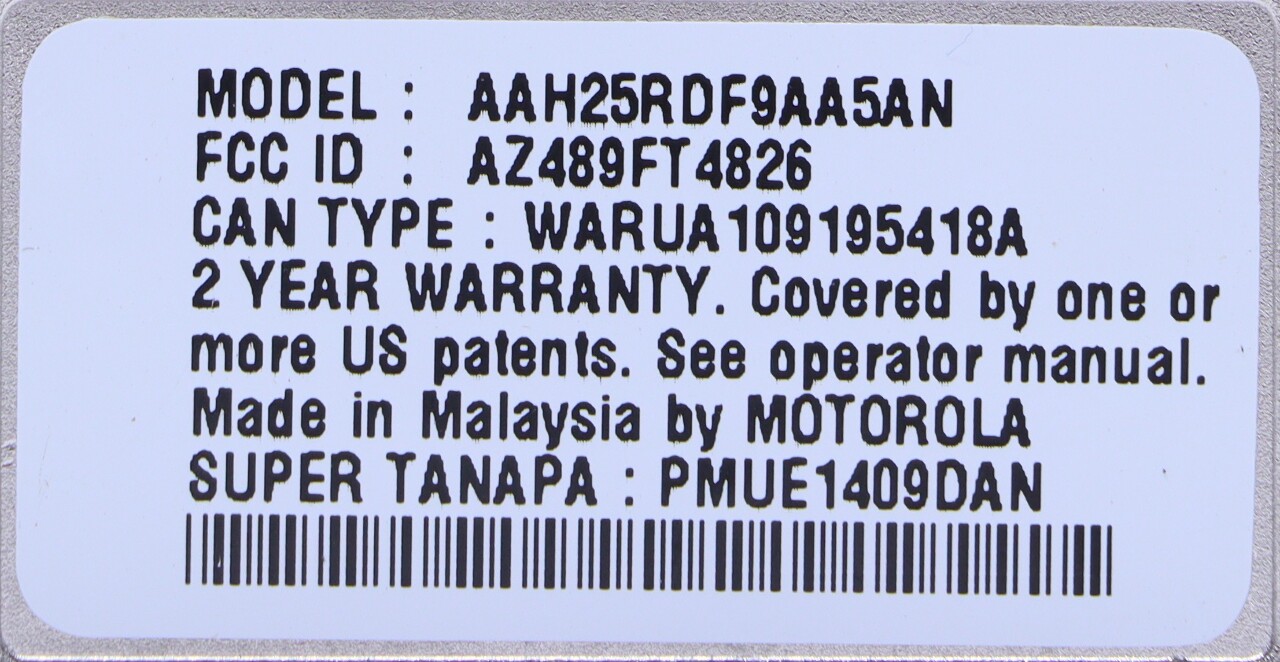 MODEL : AAH25RDF9AA5AN
FCC ID : AZ489FT4826
CAN TYPE : WARUA109195418A
2 YEAR WARRANTY. Covered by one or
more US patents. See operator manual.
Made in Malaysia by MOTOROLA
SUPER TANAPA : PMUE1409DAN